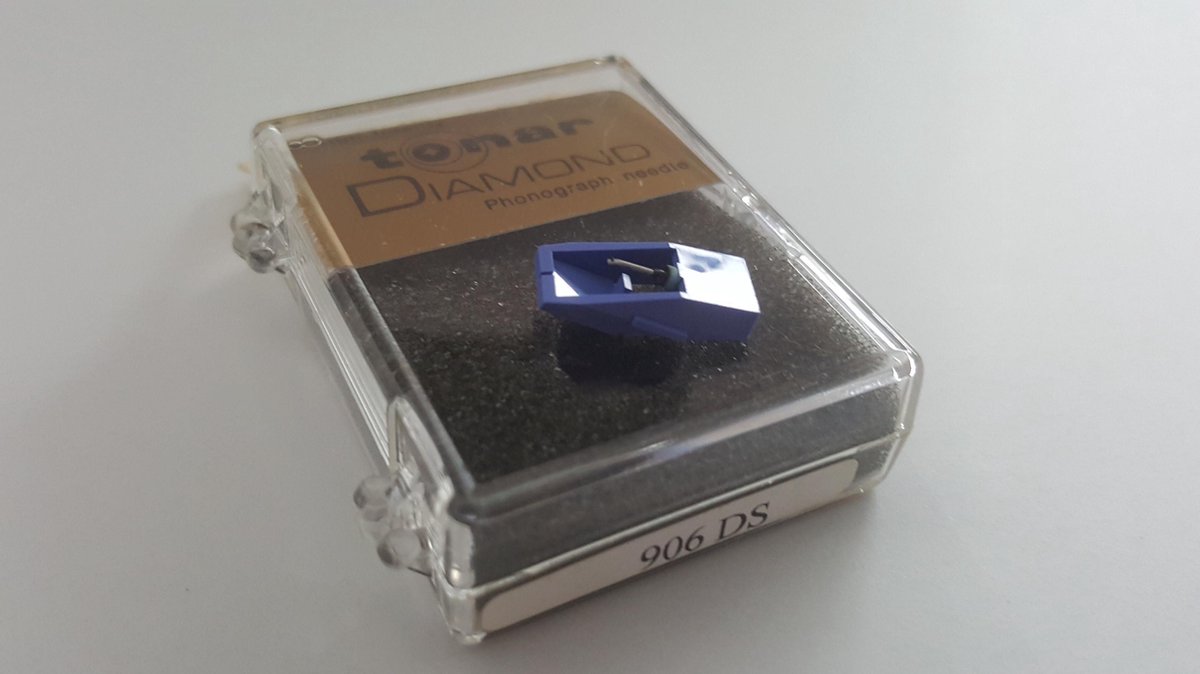 tonar
DIAMOND
Phonograph needle
906 DS